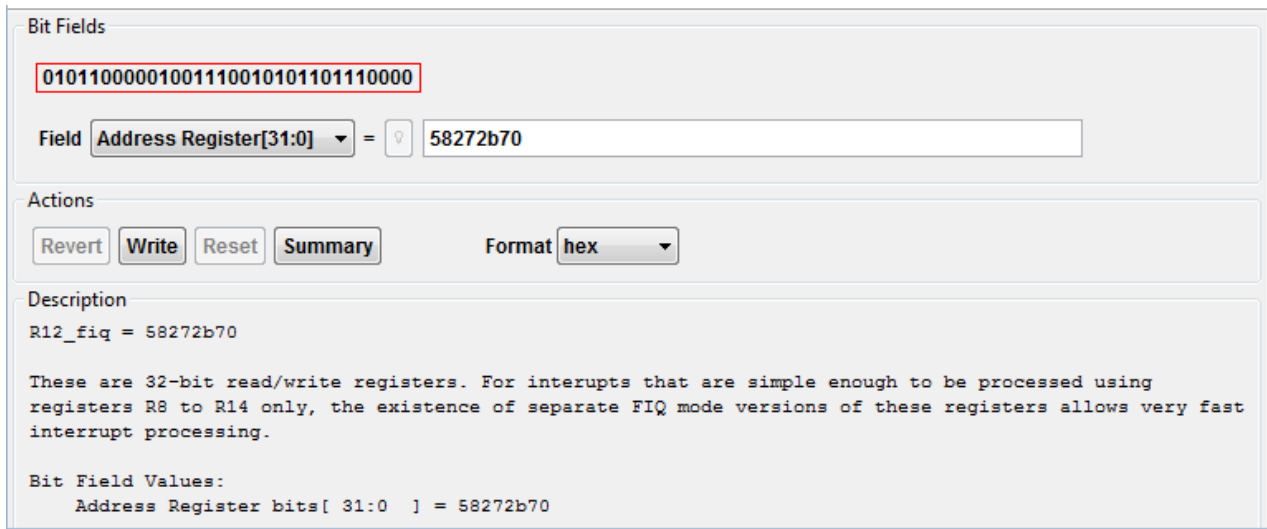 Bit Fields
01011000001001110010101101110000
Field Address Register[31:0] = 58272b70
Actions
Revert Write Reset Summary Format hex
Description
R12_fiq = 58272b70
These are 32-bit read/write registers. For interupts that are simple enough to be processed using
registers R8 to R14 only, the existence of separate FIQ mode versions of these registers allows very fast
interrupt processing.
Bit Field Values:
Address Register bits[ 31:0 ] = 58272b70